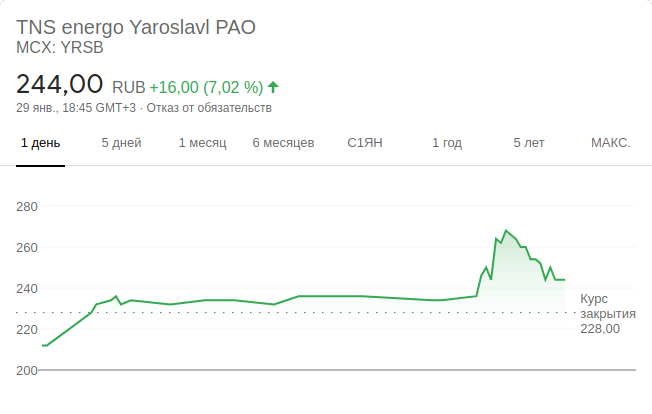 TNS energo Yaroslavl PAO
MCX: YRSB
244,00 RUB +16,00 (7,02 %)
29 янв., 18:45 GMT+3 · Отказ от обязательств
1 день 5 дней 1 месяц 6 месяцев С1ЯН 1 год 5 лет МАКС.
280
260
240
Курс
закрытия
228,00
220
200